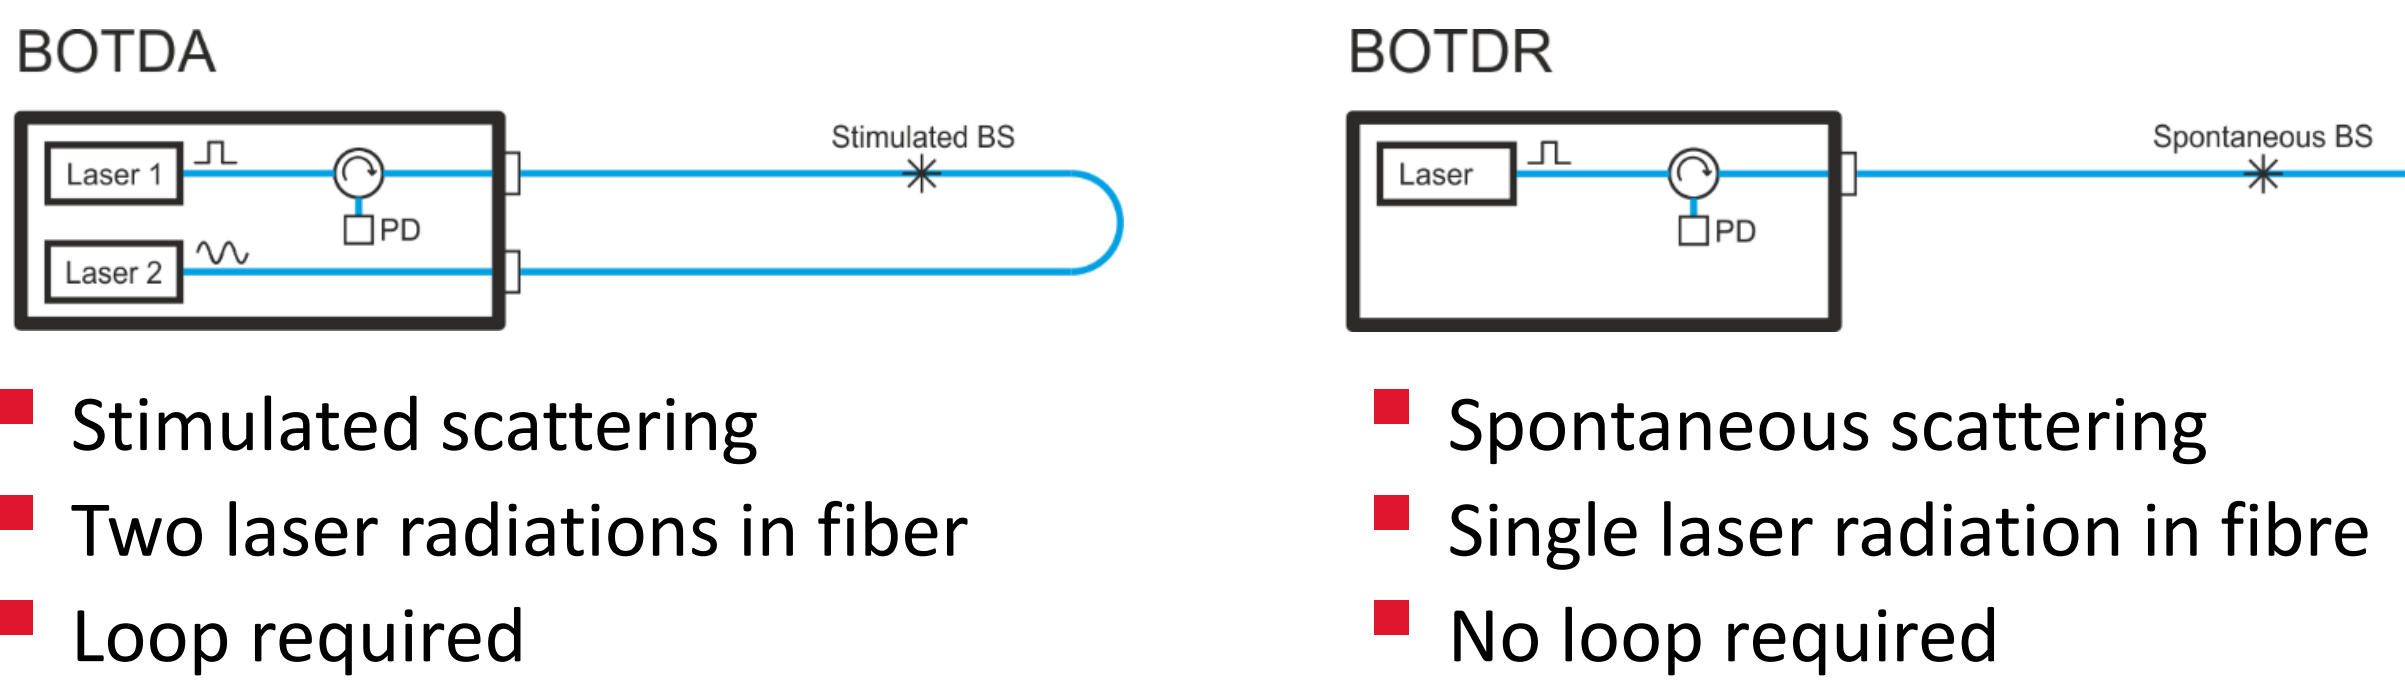 BOTDA
Laser 1
PD
Laser 2
Stimulated BS
Stimulated scattering
Two laser radiations in fiber
Loop required
BOTDR
Laser
PD
Spontaneous BS
Spontaneous scattering
Single laser radiation in fibre
No loop required